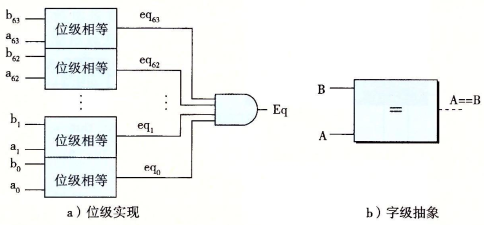 b₆₃ 位级相等 eq₆₃
a₆₃
b₆₂ 位级相等 eq₆₂
a₆₂
⋮ ⋮ ⋮
b₁ 位级相等 eq₁
a₁
b₀ 位级相等 eq₀
a₀
Eq
B
A
=
A==B
a）位级实现
b）字级抽象